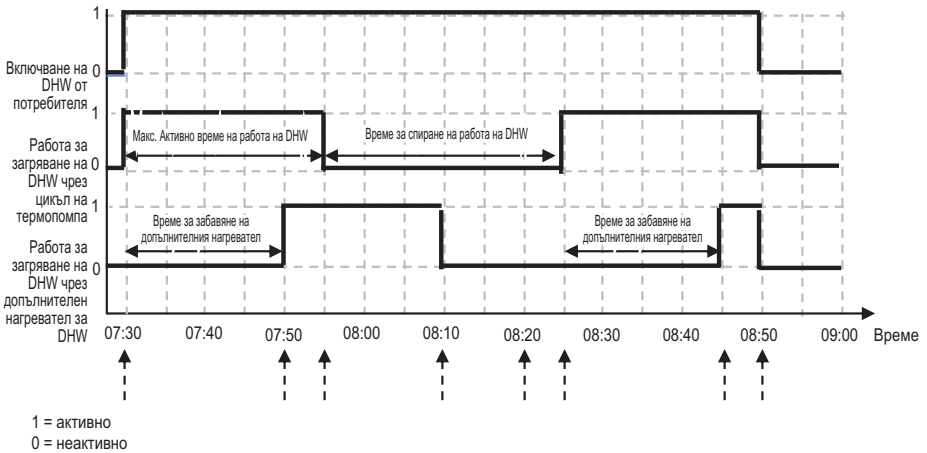 1
Включване на 0
DHW от
потребителя
1
Работа за
загряване на 0
DHW чрез
цикъл на
термопомпа
Макс. Активно време на работа на DHW
Време за спиране на работа на DHW
1
Работа за
загряване на 0
DHW чрез
допълнителен
нагревател за
DHW
Време за забавяне на
допълнителния нагревател
Време за забавяне на
допълнителния нагревател
07:30 07:40 07:50 08:00 08:10 08:20 08:30 08:40 08:50 09:00 Време
1 = активно
0 = неактивно